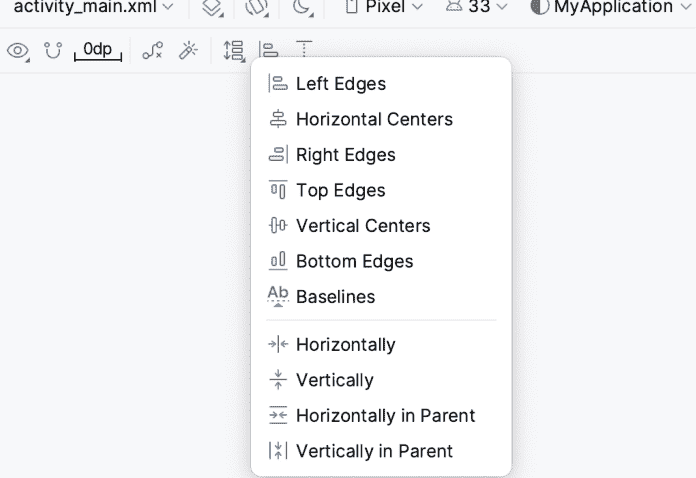 activity_main.xml Pixel 33 MyApplication
0dp
Left Edges
Horizontal Centers
Right Edges
Top Edges
Vertical Centers
Bottom Edges
Ab Baselines
Horizontally
Vertically
Horizontally in Parent
Vertically in Parent